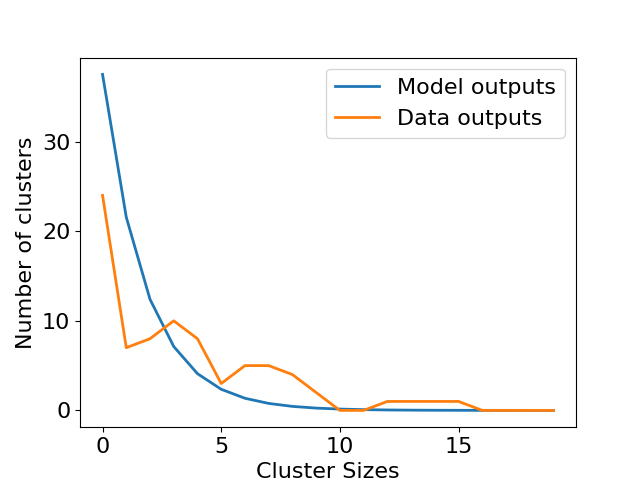 Model outputs
Data outputs
30
20
10
0
Number of clusters
0 5 10 15
Cluster Sizes